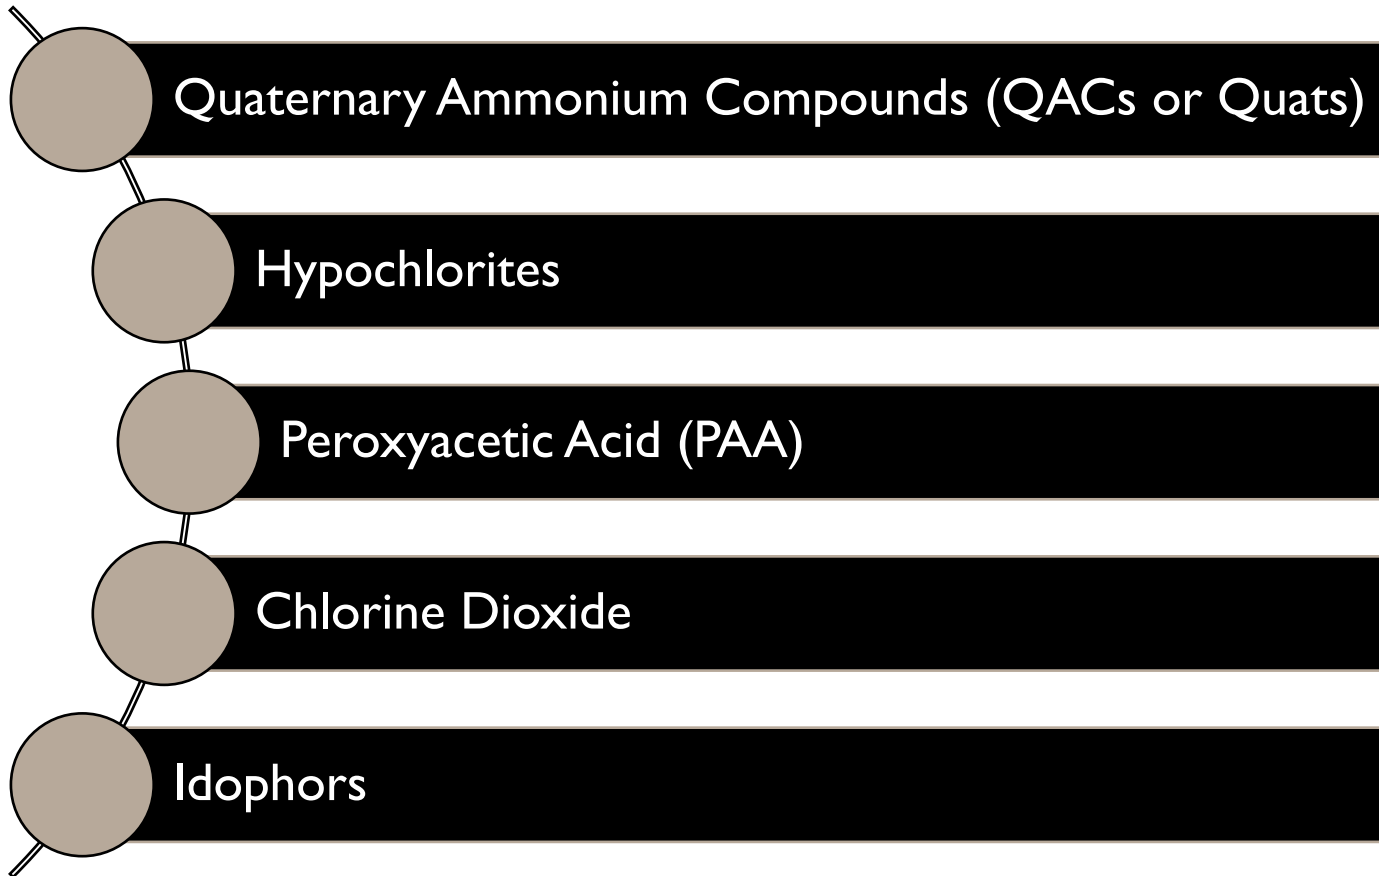 Quaternary Ammonium Compounds (QACs or Quats)
Hypochlorites
Peroxyacetic Acid (PAA)
Chlorine Dioxide
Idophors